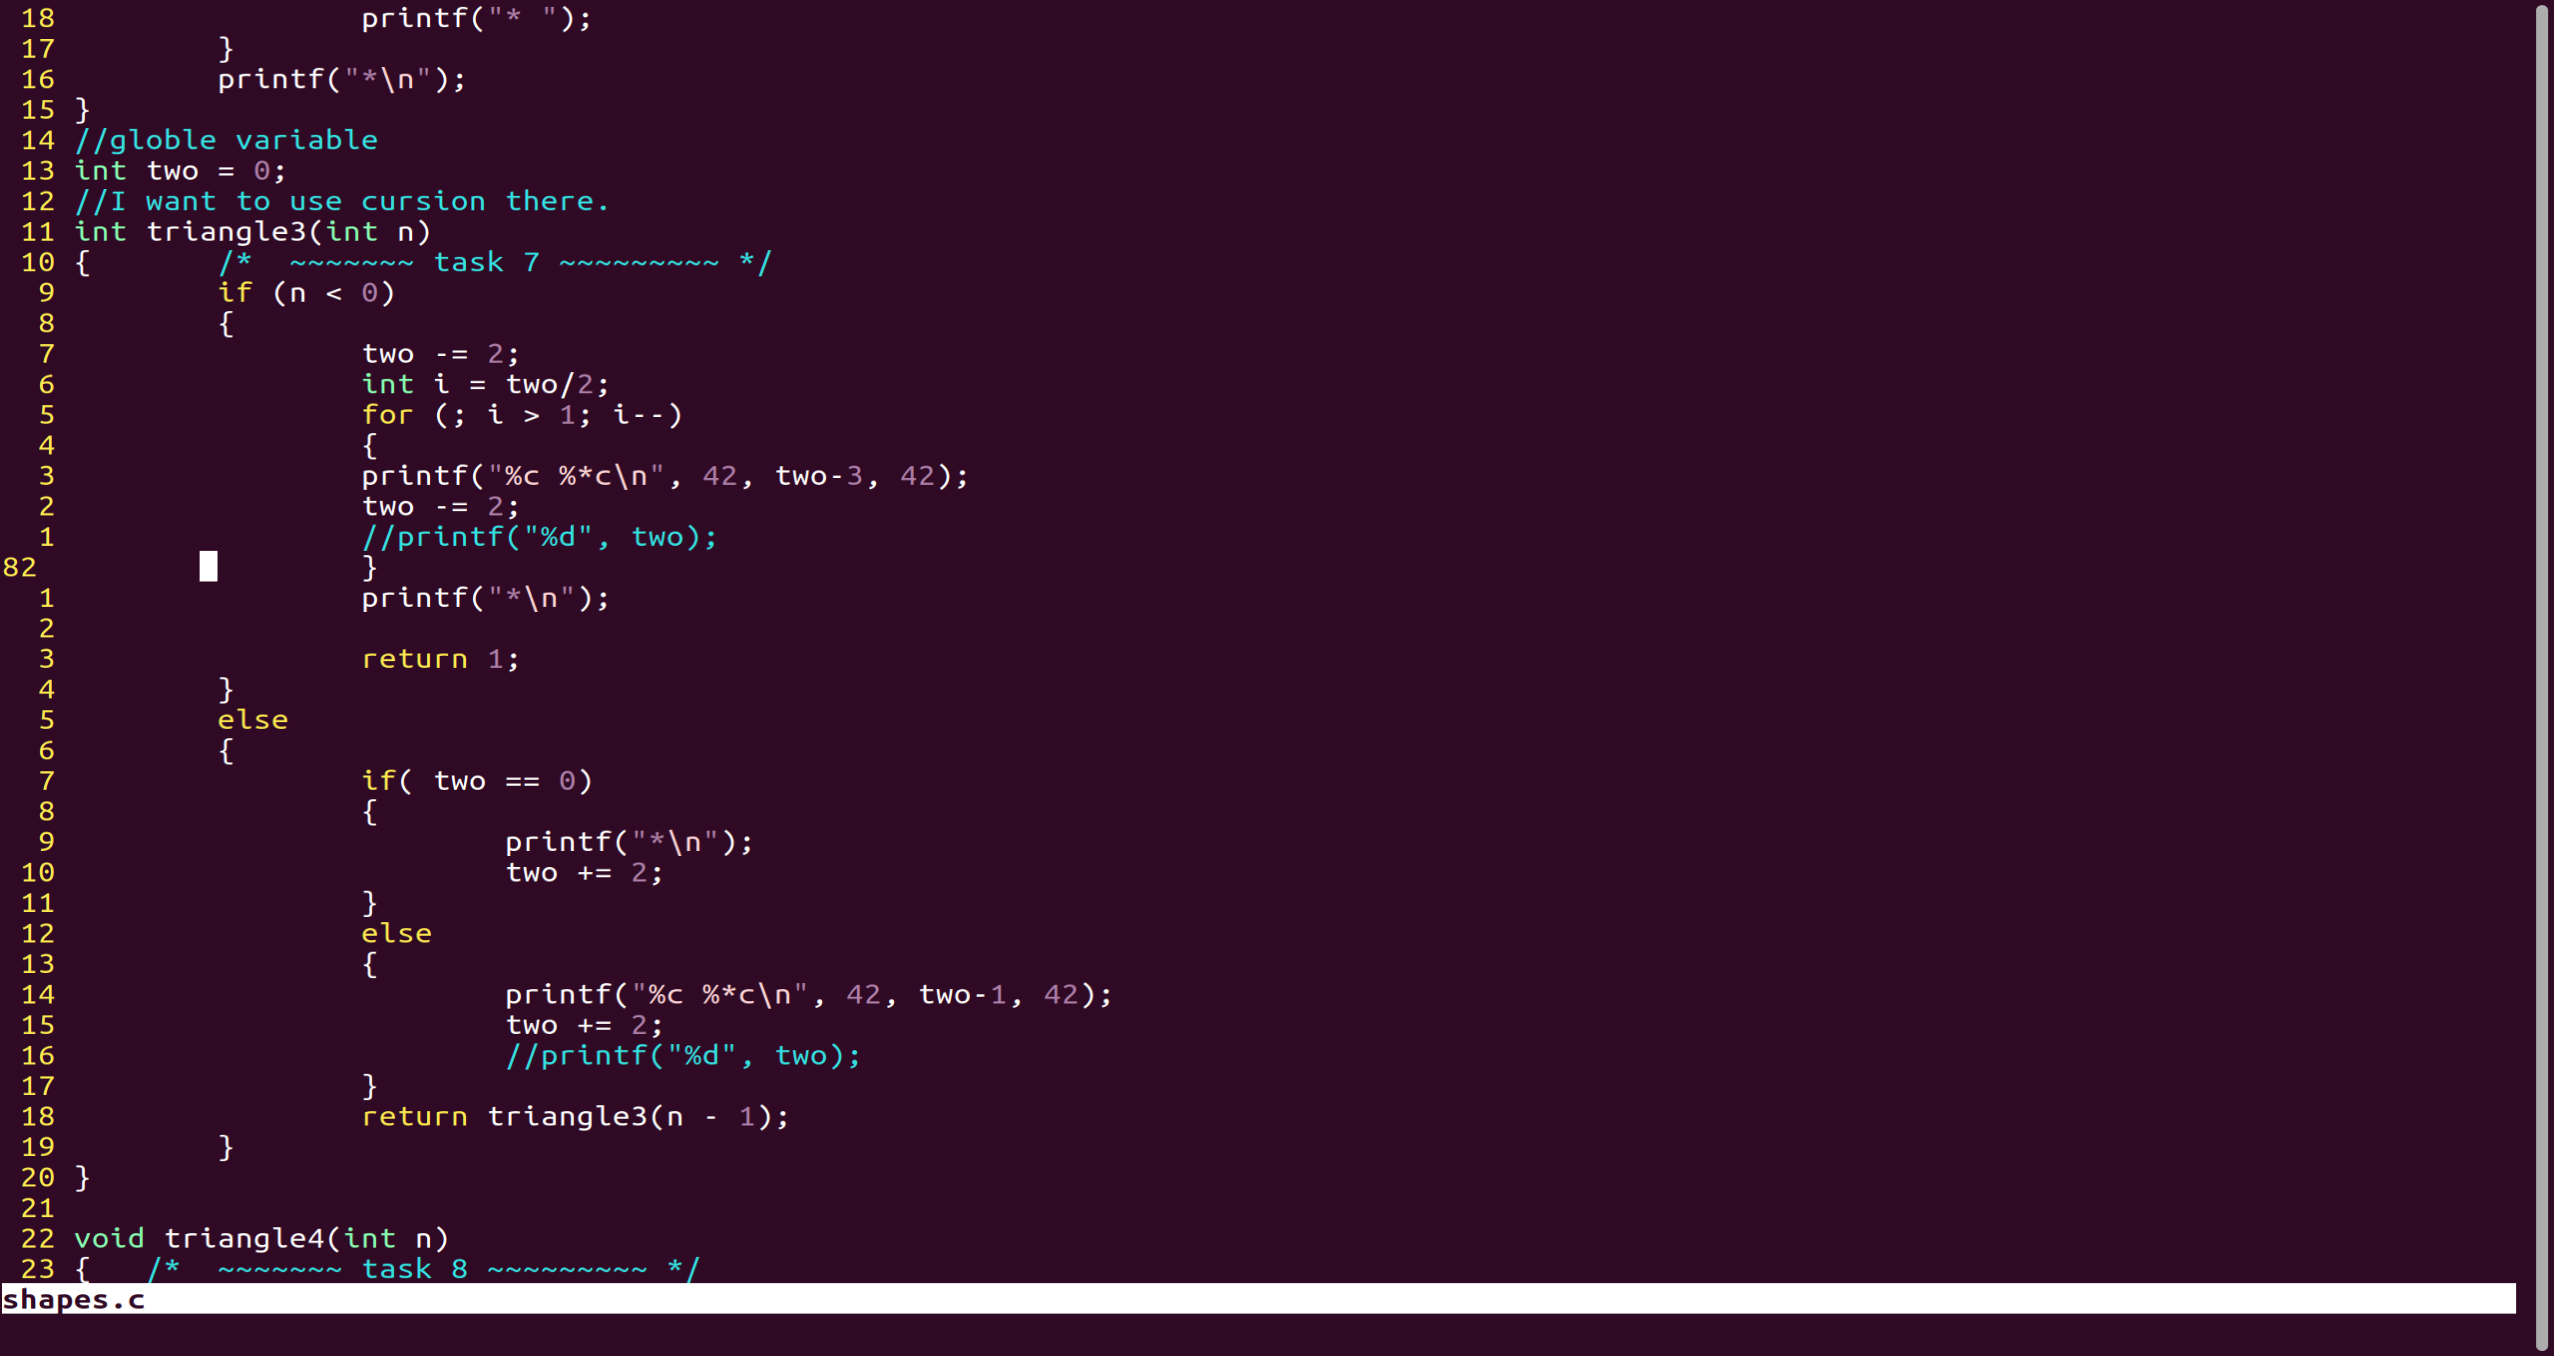 18                 printf("* ");
17         }
16         printf("*\n");
15 }
14 //globle variable
13 int two = 0;
12 //I want to use cursion there.
11 int triangle3(int n)
10 {       /*  ~~~~~~~ task 7 ~~~~~~~~~ */
9         if (n < 0)
8         {
7                 two -= 2;
6                 int i = two/2;
5                 for (; i > 1; i--)
4                 {
3                 printf("%c %*c\n", 42, two-3, 42);
2                 two -= 2;
1                 //printf("%d", two);
82                 }
1                 printf("*\n");
2
3                 return 1;
4         }
5         else
6         {
7                 if( two == 0)
8                 {
9                         printf("*\n");
10                         two += 2;
11                 }
12                 else
13                 {
14                         printf("%c %*c\n", 42, two-1, 42);
15                         two += 2;
16                         //printf("%d", two);
17                 }
18                 return triangle3(n - 1);
19         }
20 }
21
22 void triangle4(int n)
23 {   /*  ~~~~~~~ task 8 ~~~~~~~~~ */
shapes.c